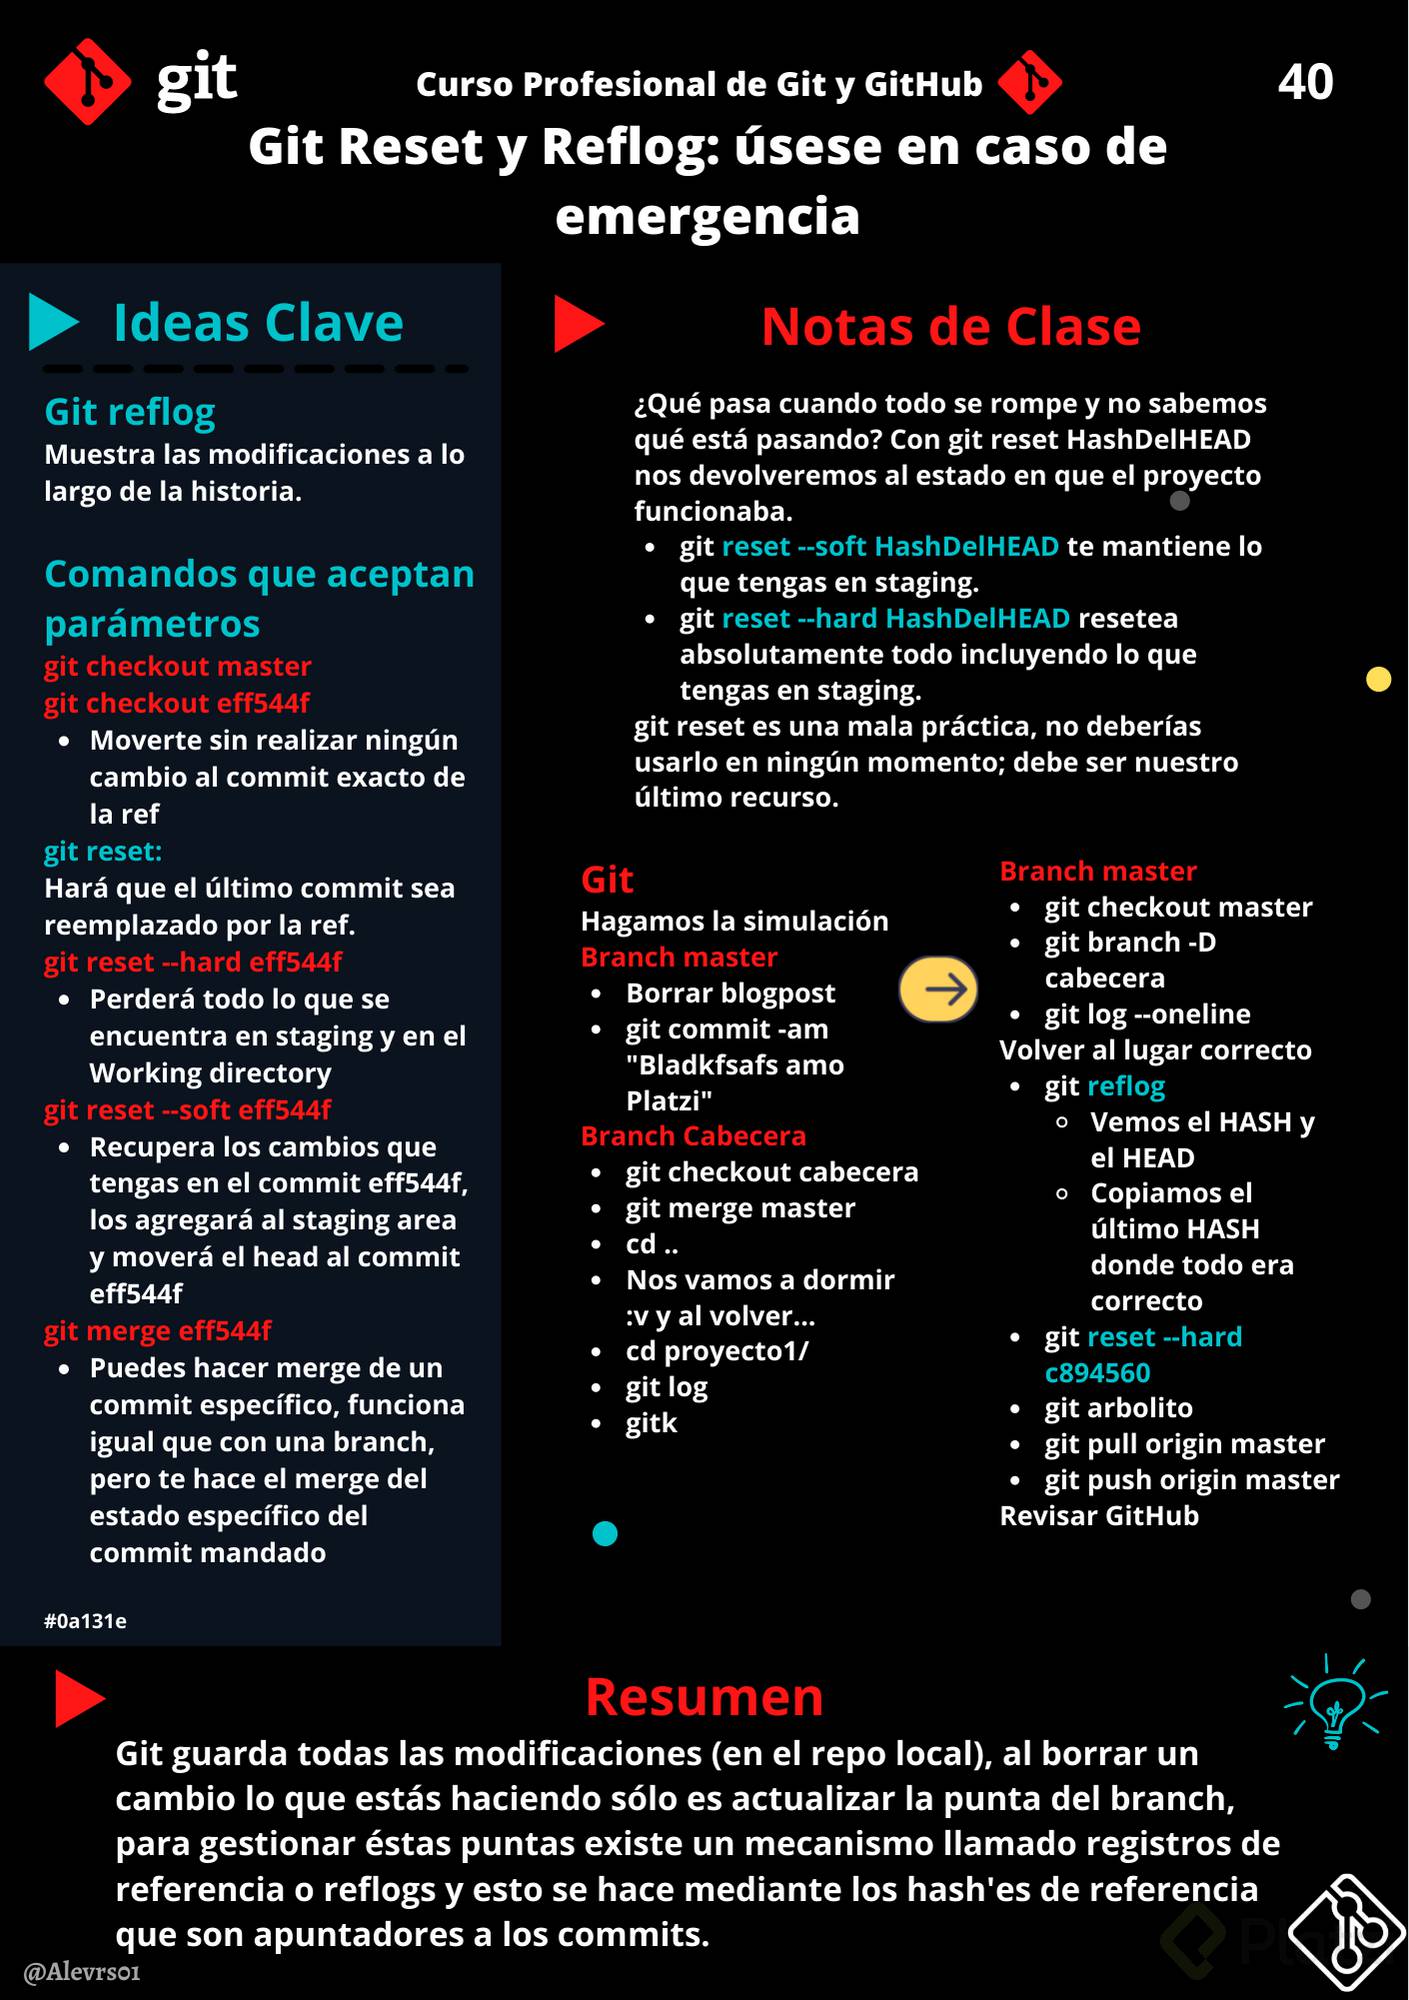 git
Curso Profesional de Git y GitHub
40
Git Reset y Reflog: úsese en caso de
emergencia
Ideas Clave
Git reflog
Muestra las modificaciones a lo
largo de la historia.
Comandos que aceptan
parámetros
git checkout master
git checkout eff544f
• Moverte sin realizar ningún
cambio al commit exacto de
la ref
git reset:
Hará que el último commit sea
reemplazado por la ref.
git reset --hard eff544f
• Perderá todo lo que se
encuentra en staging y en el
Working directory
git reset --soft eff544f
• Recupera los cambios que
tengas en el commit eff544f,
los agregará al staging area
y moverá el head al commit
eff544f
git merge eff544f
• Puedes hacer merge de un
commit específico, funciona
igual que con una branch,
pero te hace el merge del
estado específico del
commit mandado
#0a131e
Notas de Clase
¿Qué pasa cuando todo se rompe y no sabemos
qué está pasando? Con git reset HashDelHEAD
nos devolveremos al estado en que el proyecto
funcionaba.
• git reset --soft HashDelHEAD te mantiene lo
que tengas en staging.
• git reset --hard HashDelHEAD resetea
absolutamente todo incluyendo lo que
tengas en staging.
git reset es una mala práctica, no deberías
usarlo en ningún momento; debe ser nuestro
último recurso.
Git
Hagamos la simulación
Branch master
• Borrar blogpost
• git commit -am
"Bladkfsafs amo
Platzi"
Branch Cabecera
• git checkout cabecera
• git merge master
• cd ..
• Nos vamos a dormir
:v y al volver...
• cd proyecto1/
• git log
• gitk
Branch master
• git checkout master
• git branch -D
cabecera
• git log --oneline
Volver al lugar correcto
• git reflog
◦ Vemos el HASH y
el HEAD
◦ Copiamos el
último HASH
donde todo era
correcto
• git reset --hard
c894560
• git arbolito
• git pull origin master
• git push origin master
Revisar GitHub
Resumen
Git guarda todas las modificaciones (en el repo local), al borrar un
cambio lo que estás haciendo sólo es actualizar la punta del branch,
para gestionar éstas puntas existe un mecanismo llamado registros de
referencia o reflogs y esto se hace mediante los hash'es de referencia
que son apuntadores a los commits.
@Alevrs01